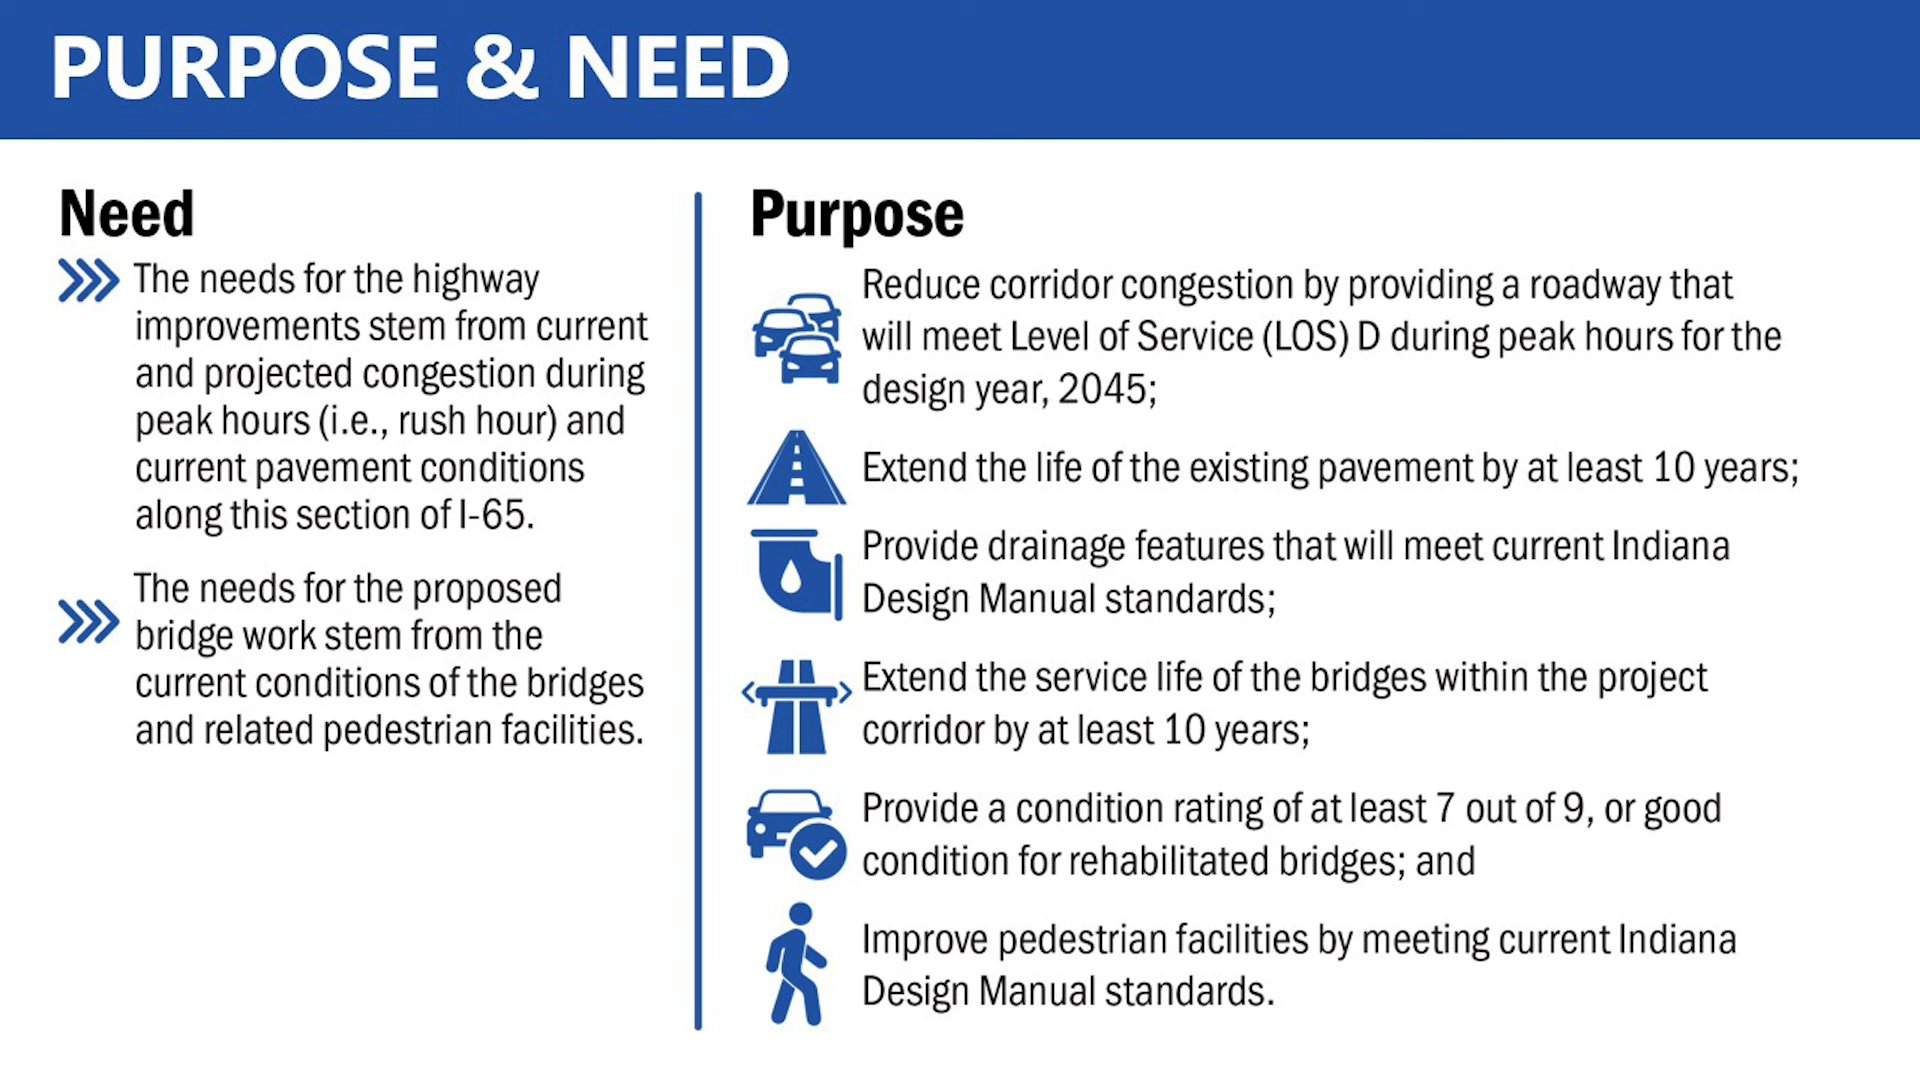 PURPOSE & NEED
Need
The needs for the highway
improvements stem from current
and projected congestion during
peak hours (i.e., rush hour) and
current pavement conditions
along this section of I-65.
The needs for the proposed
bridge work stem from the
current conditions of the bridges
and related pedestrian facilities.
Purpose
Reduce corridor congestion by providing a roadway that
will meet Level of Service (LOS) D during peak hours for the
design year, 2045;
Extend the life of the existing pavement by at least 10 years;
Provide drainage features that will meet current Indiana
Design Manual standards;
Extend the service life of the bridges within the project
corridor by at least 10 years;
Provide a condition rating of at least 7 out of 9, or good
condition for rehabilitated bridges; and
Improve pedestrian facilities by meeting current Indiana
Design Manual standards.